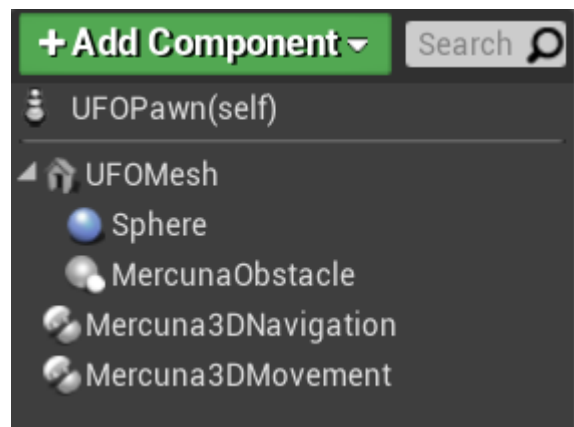 + Add Component Search
UFOPawn(self)
UFOMesh
Sphere
MercunaObstacle
Mercuna3DNavigation
Mercuna3DMovement